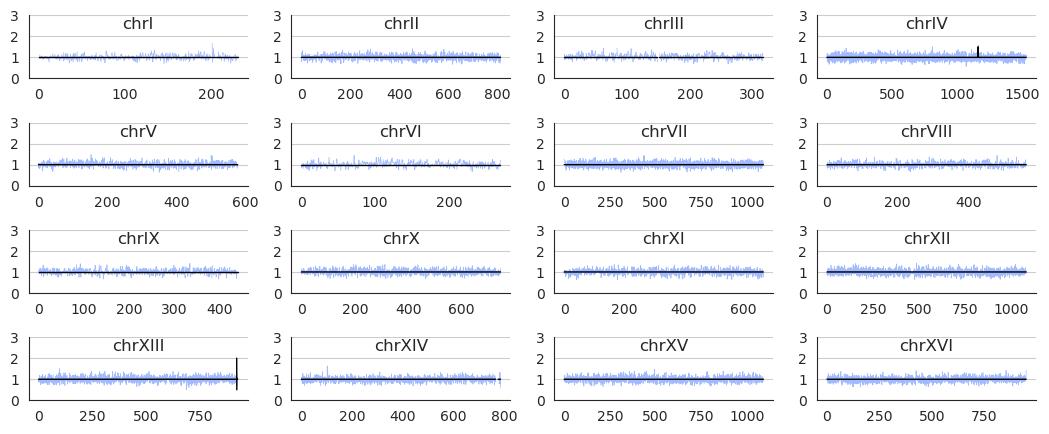 3 chrI 3 chrII 3 chrIII 3 chrIV
2 2 2 2
1 1 1 1
0 0 0 0
0 100 200 0 200 400 600 800 0 100 200 300 0 500 1000 1500
3 chrV 3 chrVI 3 chrVII 3 chrVIII
2 2 2 2
1 1 1 1
0 0 0 0
0 200 400 600 0 100 200 0 250 500 750 1000 0 200 400
3 chrIX 3 chrX 3 chrXI 3 chrXII
2 2 2 2
1 1 1 1
0 0 0 0
0 100 200 300 400 0 200 400 600 0 200 400 600 0 250 500 750 1000
3 chrXIII 3 chrXIV 3 chrXV 3 chrXVI
2 2 2 2
1 1 1 1
0 0 0 0
0 250 500 750 0 200 400 600 800 0 250 500 750 1000 0 250 500 750